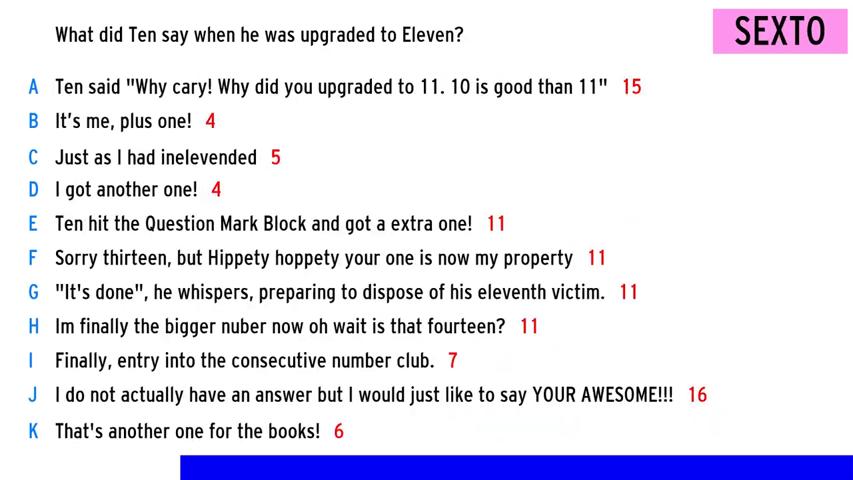 What did Ten say when he was upgraded to Eleven?
SEXTO
A Ten said "Why cary! Why did you upgraded to 11. 10 is good than 11" 15
B It's me, plus one! 4
C Just as I had inelevended 5
D I got another one! 4
E Ten hit the Question Mark Block and got a extra one! 11
F Sorry thirteen, but Hippety hoppety your one is now my property 11
G "It's done", he whispers, preparing to dispose of his eleventh victim. 11
H Im finally the bigger nuber now oh wait is that fourteen? 11
I Finally, entry into the consecutive number club. 7
J I do not actually have an answer but I would just like to say YOUR AWESOME!!! 16
K That's another one for the books! 6